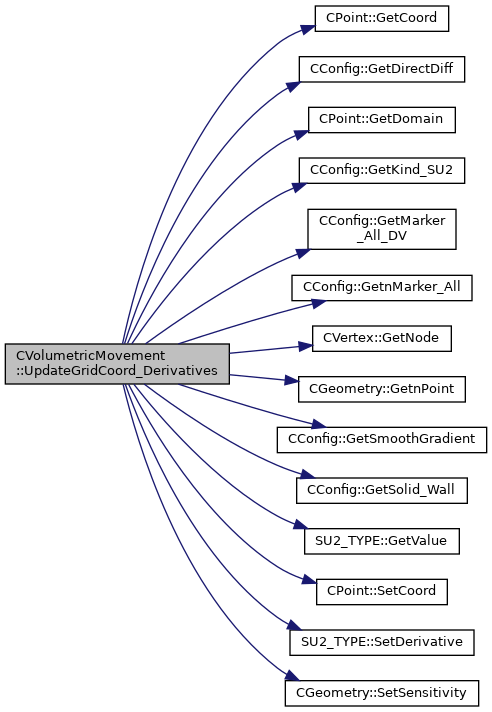 CPoint::GetCoord
CConfig::GetDirectDiff
CPoint::GetDomain
CConfig::GetKind_SU2
CConfig::GetMarker
_All_DV
CConfig::GetnMarker_All
CVertex::GetNode
CVolumetricMovement
::UpdateGridCoord_Derivatives
CGeometry::GetnPoint
CConfig::GetSmoothGradient
CConfig::GetSolid_Wall
SU2_TYPE::GetValue
CPoint::SetCoord
SU2_TYPE::SetDerivative
CGeometry::SetSensitivity